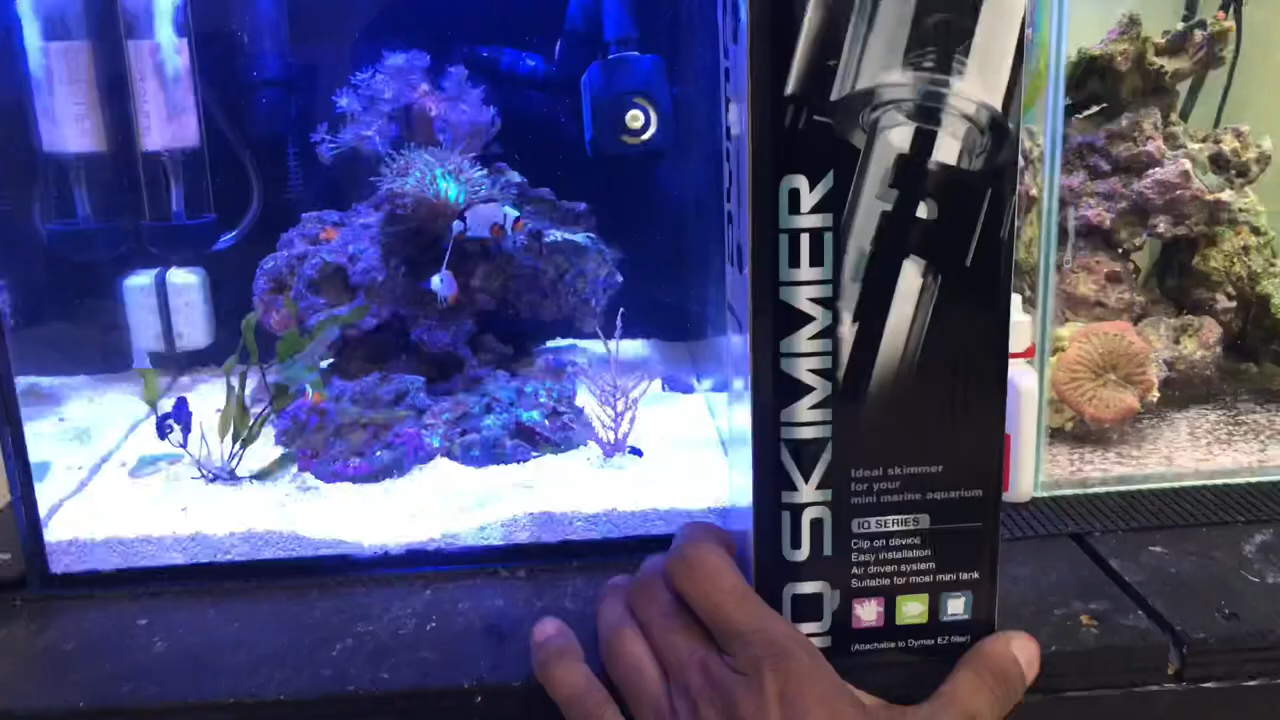 IQ SKIMMER
Ideal skimmer
for your
mini marine aquarium
IQ SERIES
Clip on device
Easy installation
Air driven system
Suitable for most mini tank
(Attachable to Dymax EZ filter)